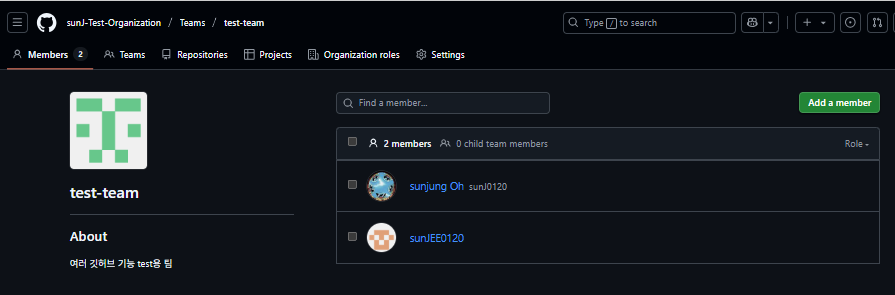 sunJ-Test-Organization / Teams / test-team
Type / to search
Members 2 Teams Repositories Projects Organization roles Settings
Find a member...
Add a member
2 members 0 child team members
Role
sunjung Oh sunJ0120
sunJEE0120
test-team
About
여러 깃허브 기능 test용 팀